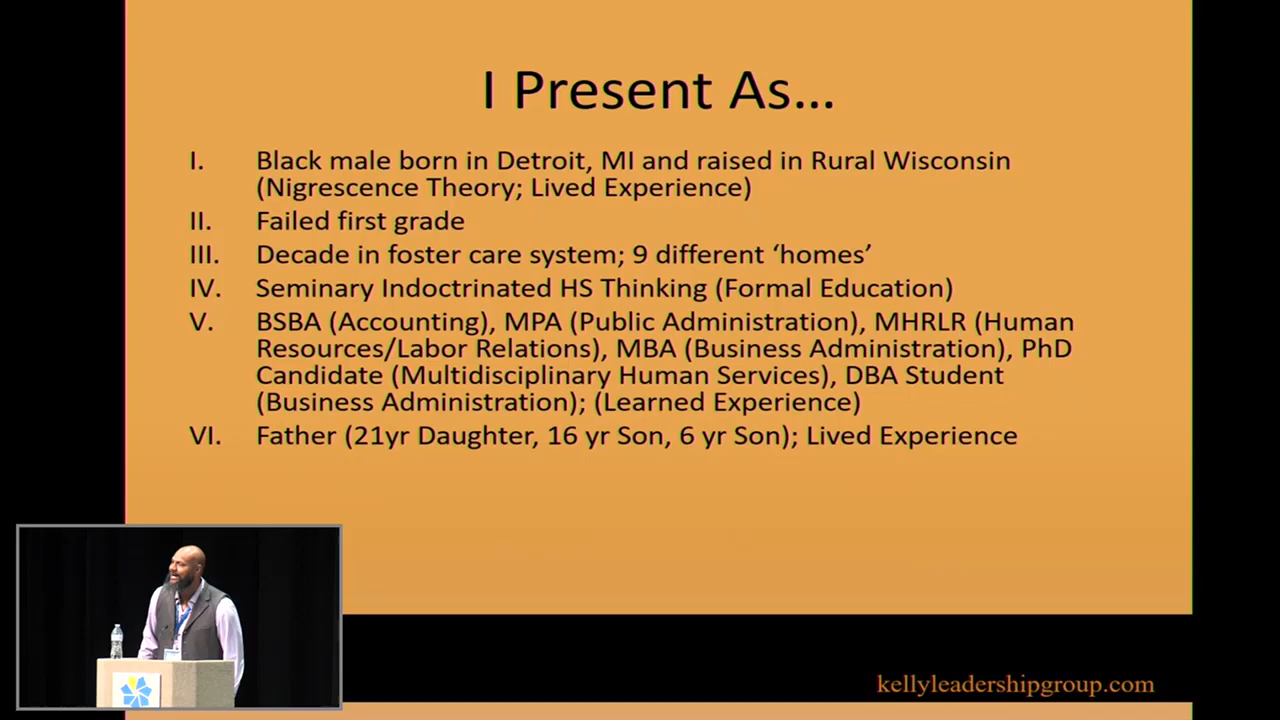 I Present As...
I. Black male born in Detroit, MI and raised in Rural Wisconsin
(Nigrescence Theory; Lived Experience)
II. Failed first grade
III. Decade in foster care system; 9 different ‘homes’
IV. Seminary Indoctrinated HS Thinking (Formal Education)
V. BSBA (Accounting), MPA (Public Administration), MHRLR (Human
Resources/Labor Relations), MBA (Business Administration), PhD
Candidate (Multidisciplinary Human Services), DBA Student
(Business Administration); (Learned Experience)
VI. Father (21yr Daughter, 16 yr Son, 6 yr Son); Lived Experience
kellyleadershipgroup.com